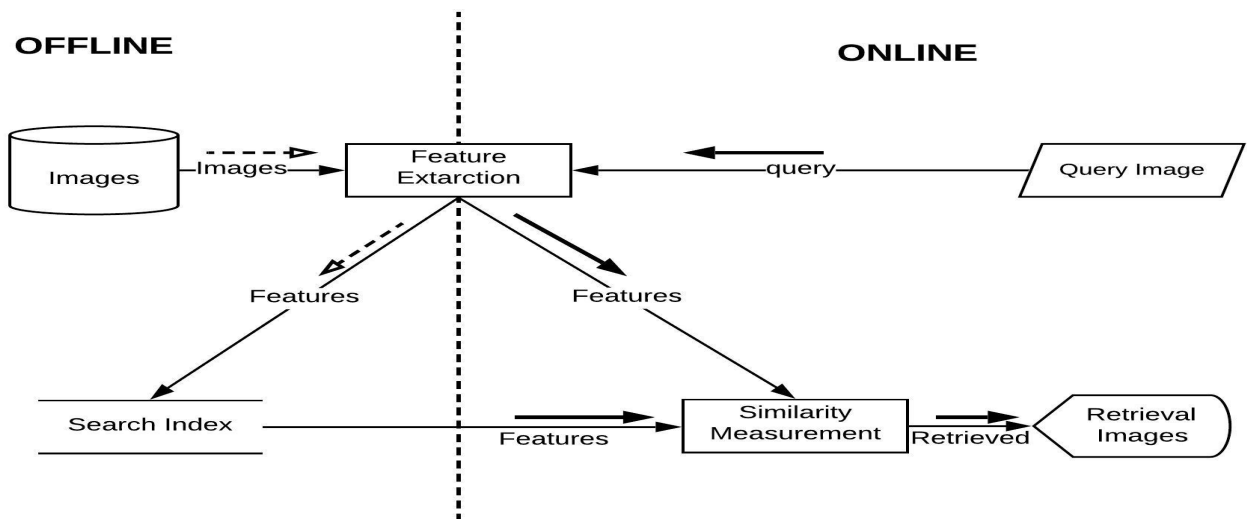 OFFLINE
ONLINE
Images
Images
Feature
Extarction
query
Query Image
Features
Features
Search Index
Features
Similarity
Measurement
Retrieved
Retrieval
Images